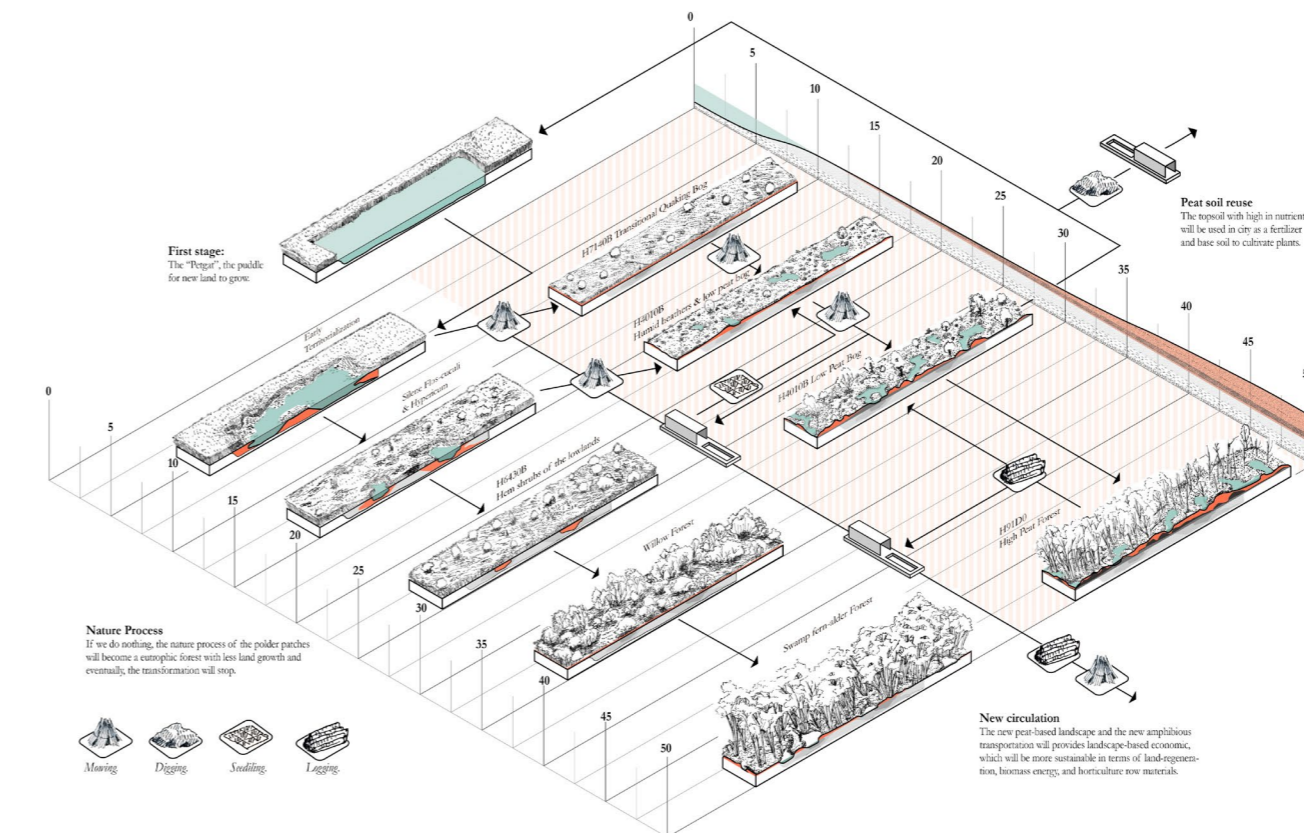 0
5
10
15
20
25
30
35
40
45
First stage:
The "Petgat", the puddle
for new land to grow.
Peat soil reuse
The topsoil with high in nutrient
will be used in city as a fertilizer
and base soil to cultivate plants.
H7140B Transitional Quaking Bog
H4010B
Humid heathers & low peat bog
H4010B Low Peat Bog
H91D0
High Peat Forest
Early
Territorialization
Silene Flos-cuculi
& Hypericum
H6430B
Hem shrubs of the lowlands
Willow Forest
Swamp fern-alder Forest
0
5
10
15
20
25
30
35
40
45
50
Nature Process
If we do nothing, the nature process of the polder patches
will become a eutrophic forest with less land growth and
eventually, the transformation will stop.
Mowing.
Digging.
Seediling.
Logging.
New circulation
The new peat-based landscape and the new amphibious
transportation will provides landscape-based economic,
which will be more sustainable in terms of land-regenera-
tion, biomass energy, and horticulture row materials.